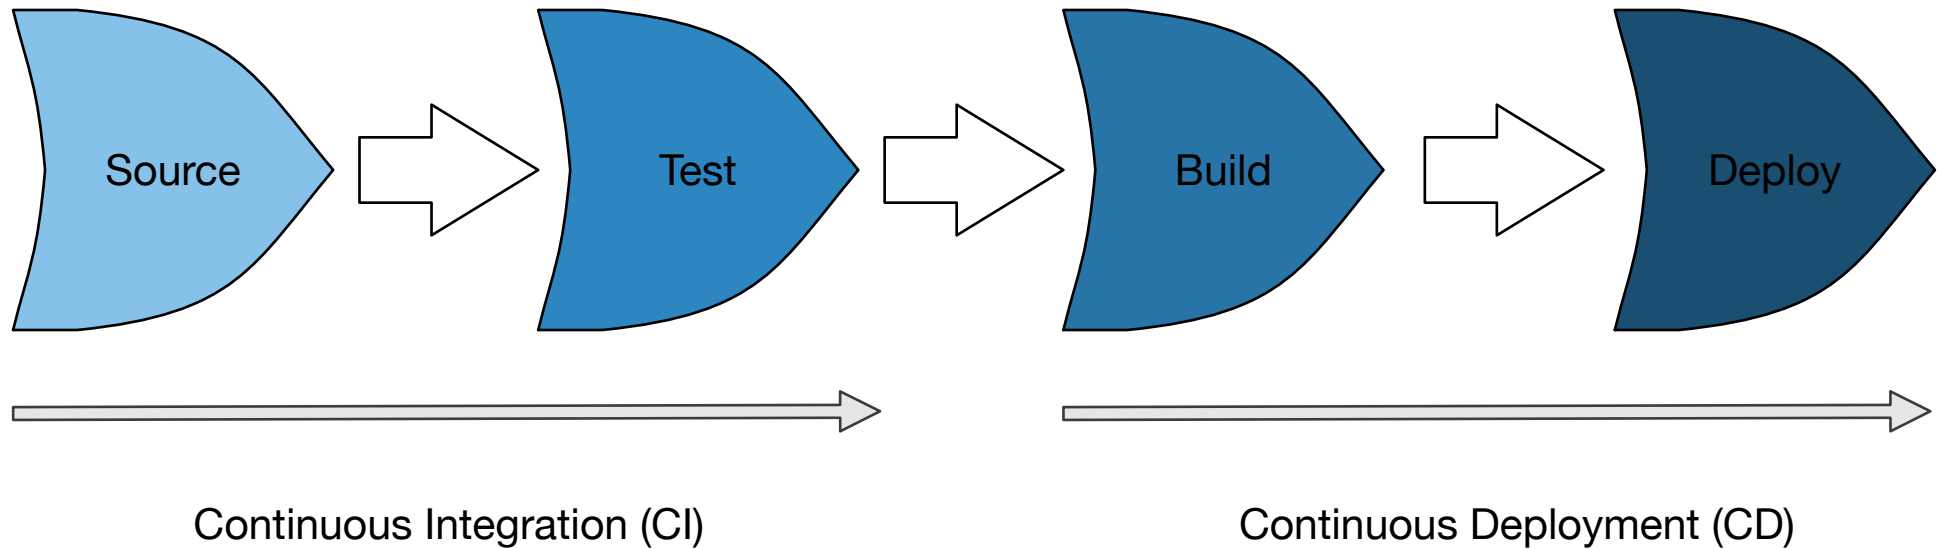 Source
Test
Build
Deploy
Continuous Integration (CI)
Continuous Deployment (CD)